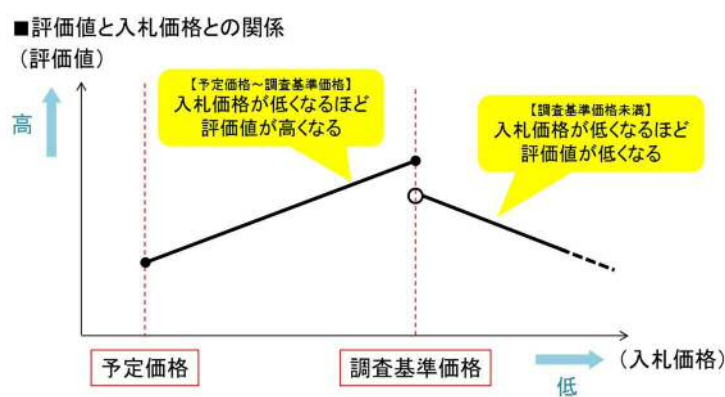 ■評価値と入札価格との関係
(評価値)
高
【予定価格～調査基準価格】
入札価格が低くなるほど
評価値が高くなる
【調査基準価格未満】
入札価格が低くなるほど
評価値が低くなる
予定価格
調査基準価格
(入札価格)
低